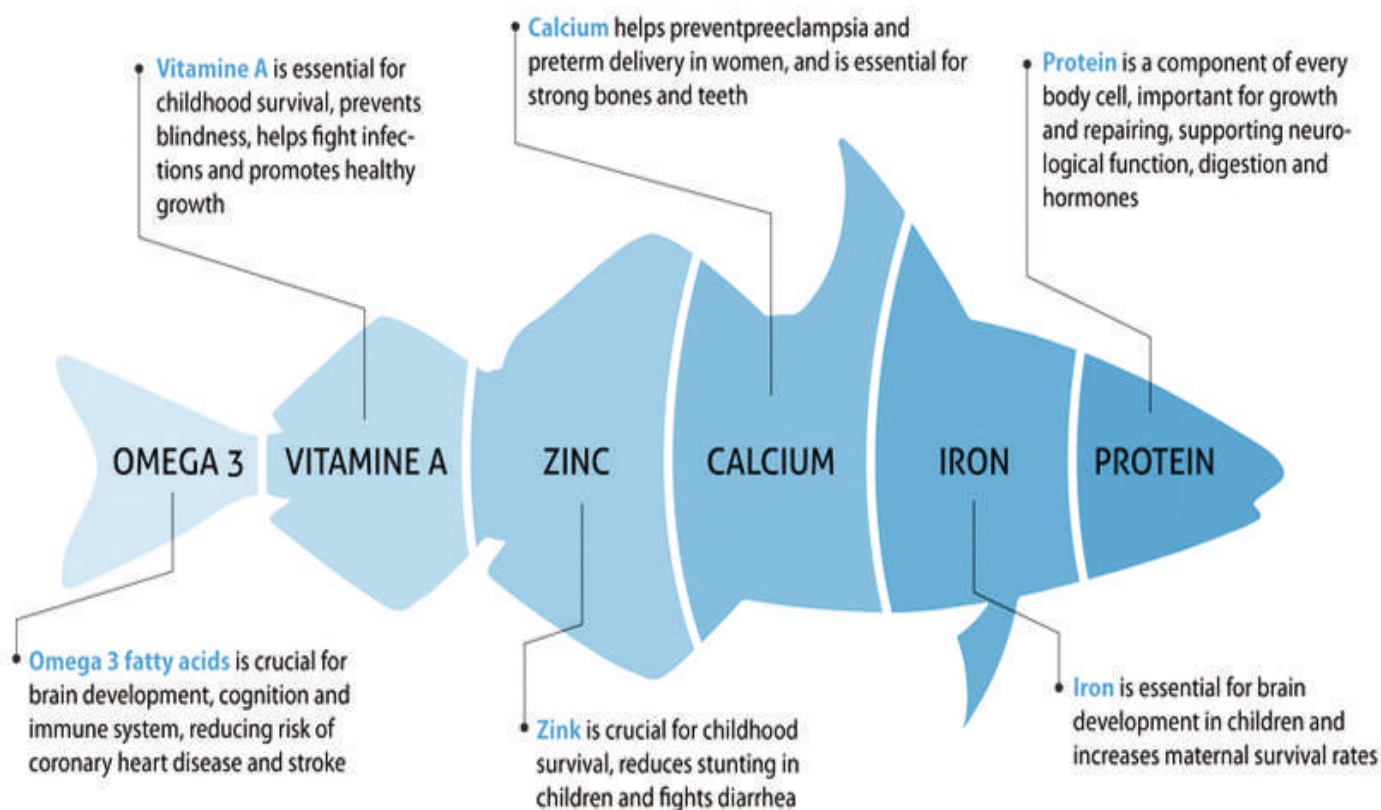 Calcium helps preventpreeclampsia and
preterm delivery in women, and is essential for
strong bones and teeth
Vitamine A is essential for
childhood survival, prevents
blindness, helps fight infec-
tions and promotes healthy
growth
Protein is a component of every
body cell, important for growth
and repairing, supporting neuro-
logical function, digestion and
hormones
OMEGA 3
VITAMINE A
ZINC
CALCIUM
IRON
PROTEIN
Omega 3 fatty acids is crucial for
brain development, cognition and
immune system, reducing risk of
coronary heart disease and stroke
Zink is crucial for childhood
survival, reduces stunting in
children and fights diarrhea
Iron is essential for brain
development in children and
increases maternal survival rates